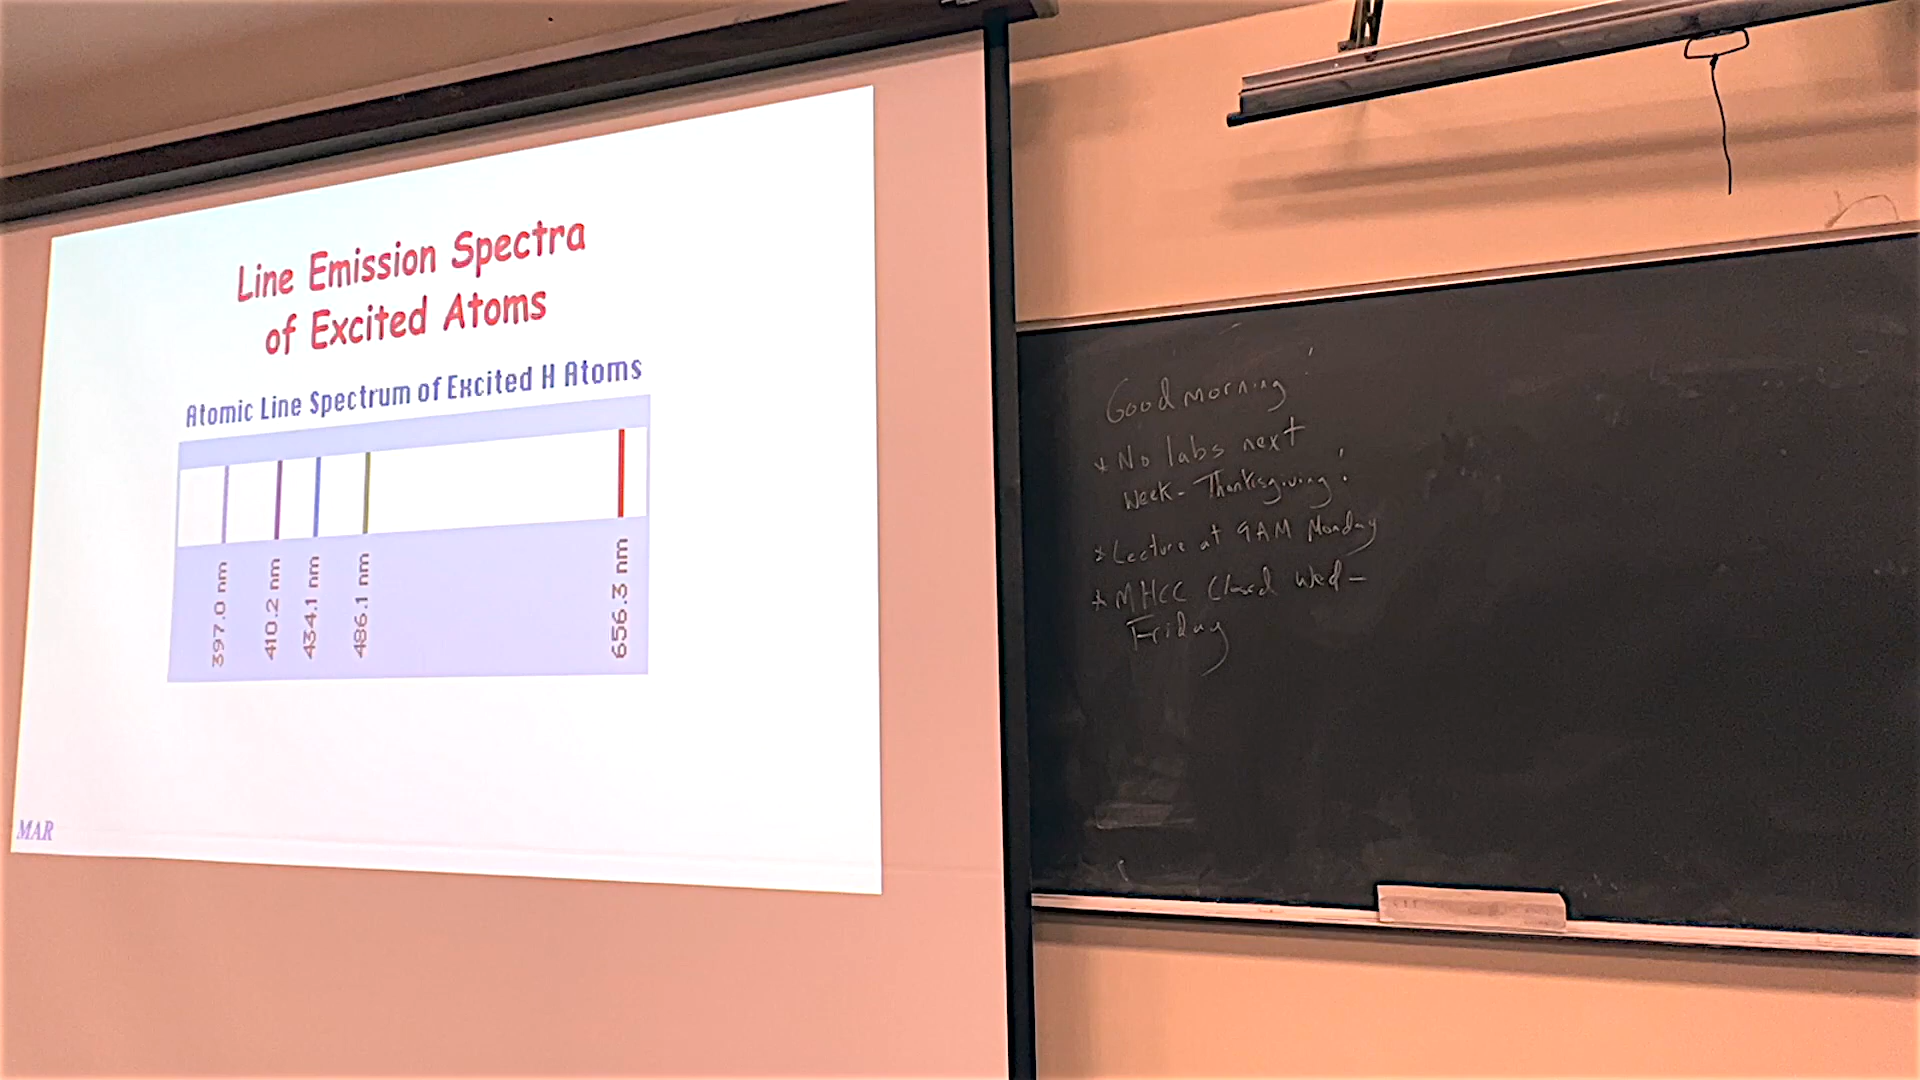 Line Emission Spectra
of Excited Atoms
Atomic Line Spectrum of Excited H Atoms
397.0 nm
410.2 nm
434.1 nm
486.1 nm
656.3 nm
MAR
Good morning!
* No labs next
week - Thanksgiving!
* Lecture at 9AM Monday
* MHCC Closed Wed -
Friday